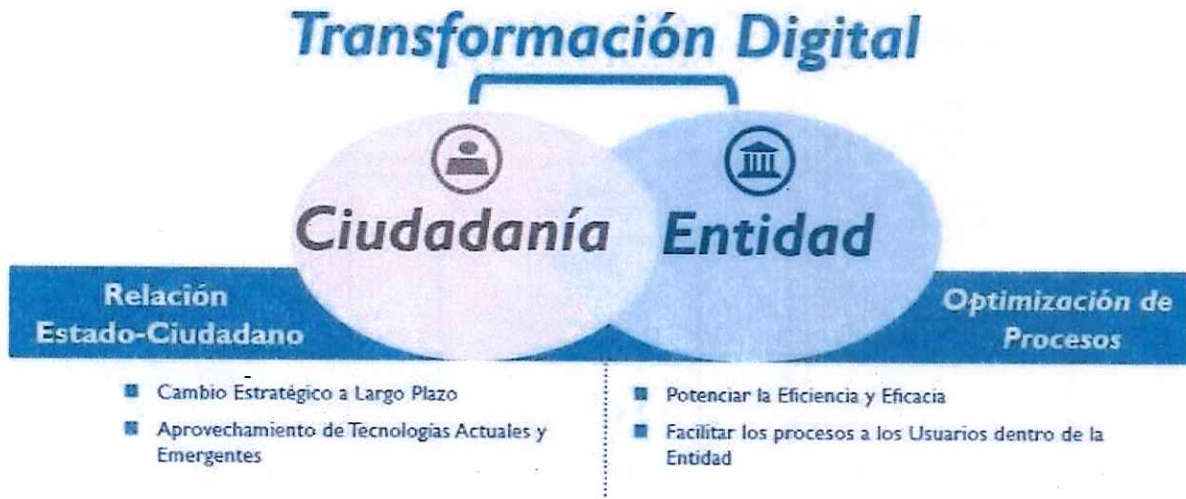 Transformación Digital
Ciudadanía
Entidad
Relación
Estado-Ciudadano
Optimización de
Procesos
Cambio Estratégico a Largo Plazo
Aprovechamiento de Tecnologías Actuales y
Emergentes
Potenciar la Eficiencia y Eficacia
Facilitar los procesos a los Usuarios dentro de la
Entidad